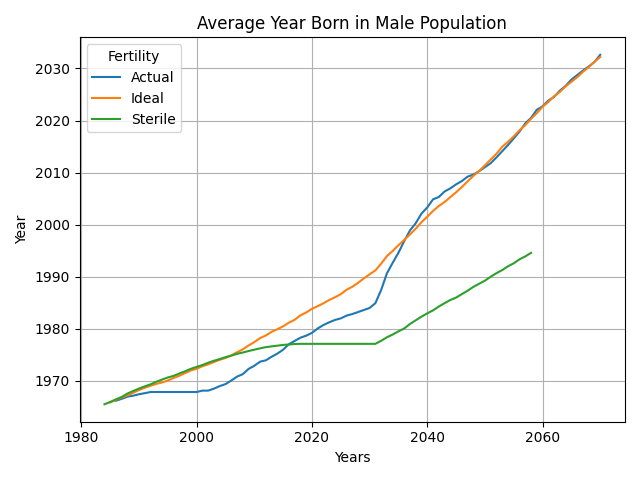 Average Year Born in Male Population
Fertility
Actual
Ideal
Sterile
2030
2020
2010
2000
1990
1980
1970
Year
1980 2000 2020 2040 2060
Years